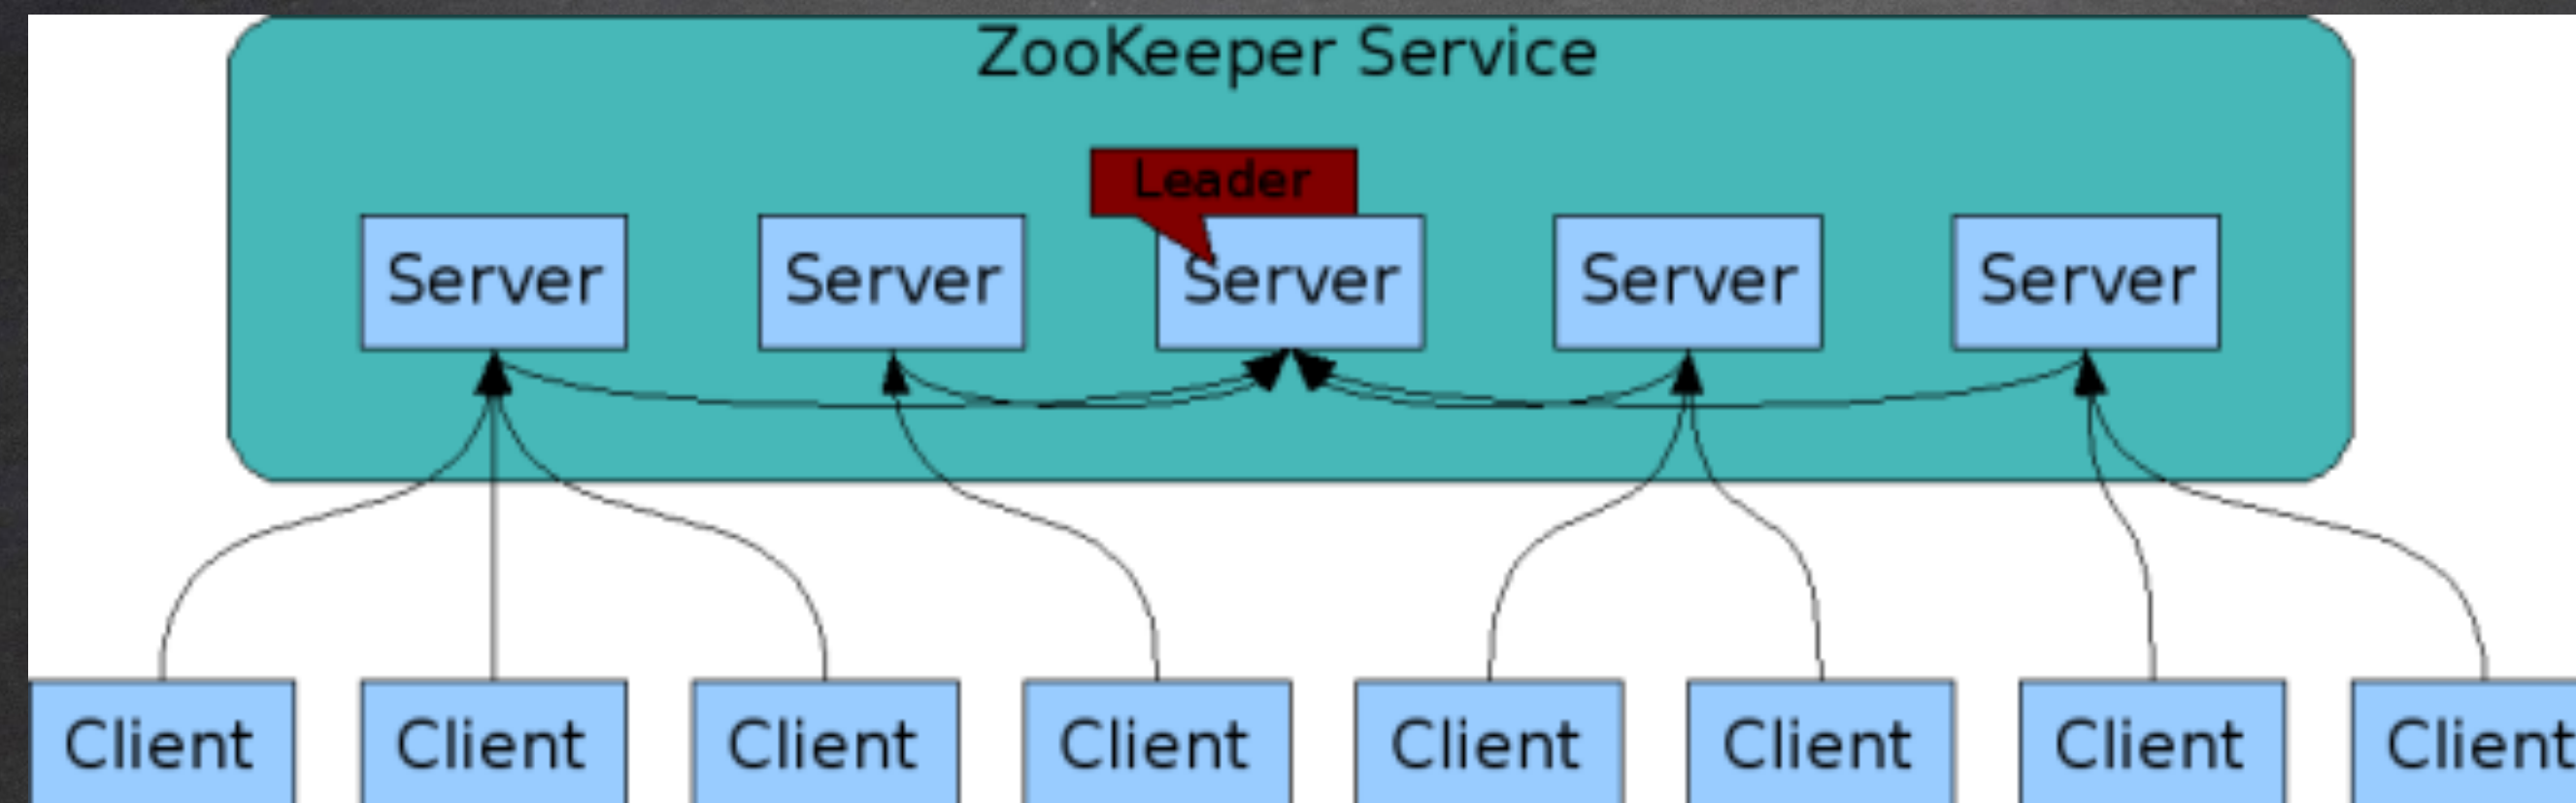 ZooKeeper Service
Leader
Server Server Server Server Server
Client Client Client Client Client Client Client Client